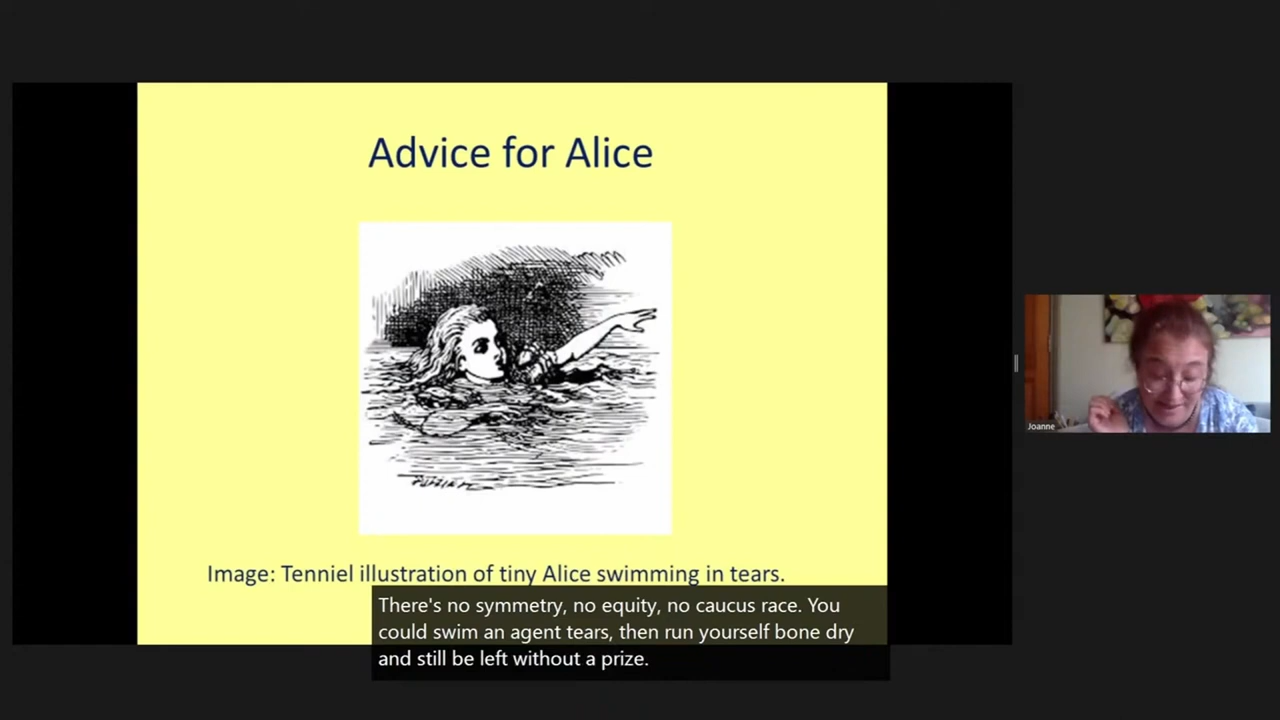 Advice for Alice
Image: Tenniel illustration of tiny Alice swimming in tears.
There's no symmetry, no equity, no caucus race. You
could swim an agent tears, then run yourself bone dry
and still be left without a prize.
Joanne